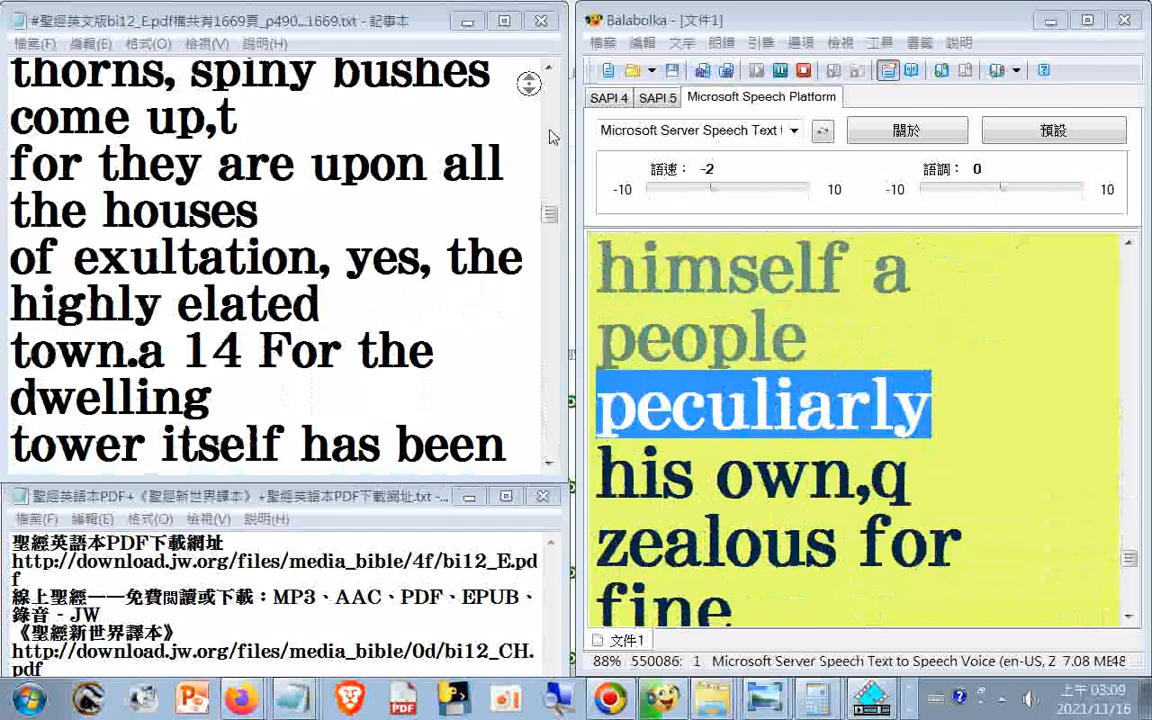 #聖經英文版bi12_E.pdf檔共有1669頁_p490...1669.txt - 記事本
檔案(F) 編輯(E) 格式(O) 檢視(V) 說明(H)
thorns, spiny bushes
come up,t
for they are upon all
the houses
of exultation, yes, the
highly elated
town.a 14 For the
dwelling
tower itself has been
聖經英語本PDF+《聖經新世界譯本》+聖經英語本PDF下載網址.txt -...
檔案(F) 編輯(E) 格式(O) 檢視(V) 說明(H)
聖經英語本PDF下載網址
http://download.jw.org/files/media_bible/4f/bi12_E.pd
f
線上聖經——免費閱讀或下載：MP3、AAC、PDF、EPUB、
錄音 - JW
《聖經新世界譯本》
http://download.jw.org/files/media_bible/0d/bi12_CH.
pdf
Balabolka - [文件1]
檔案 編輯 文字 朗讀 引擎 選項 檢視 工具 書籤 說明
SAPI 4 SAPI 5 Microsoft Speech Platform
Microsoft Server Speech Text 關於 預設
語速： -2 語調： 0
-10 10 -10 10
himself a
people
peculiarly
his own,q
zealous for
fine
文件1
88% 550086: 1 Microsoft Server Speech Text to Speech Voice (en-US, Z 7.08 ME48
上午 03:09
2021/11/16